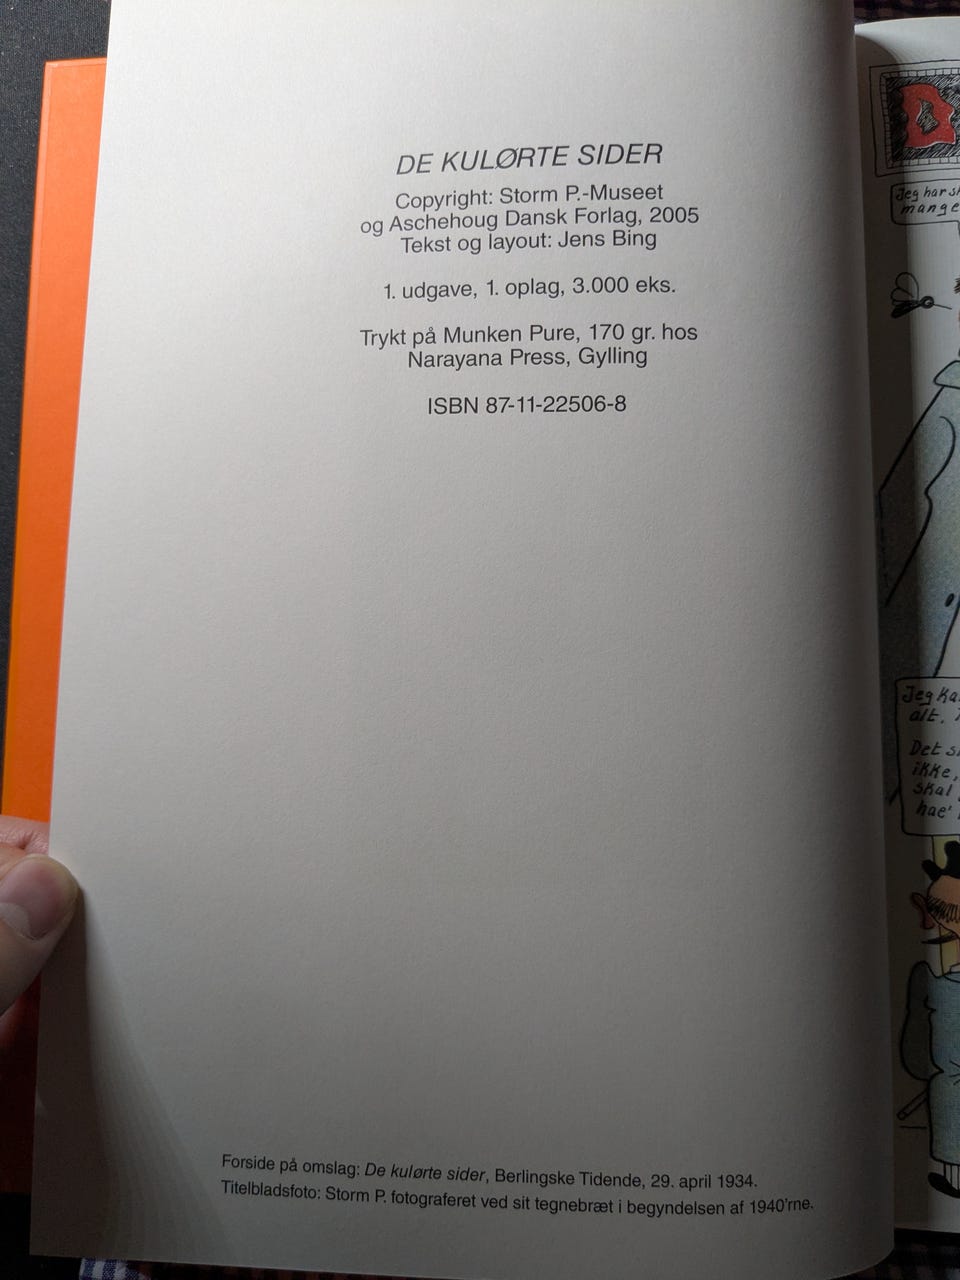 DE KULØRTE SIDER
Copyright: Storm P.-Museet
og Aschehoug Dansk Forlag, 2005
Tekst og layout: Jens Bing
1. udgave, 1. oplag, 3.000 eks.
Trykt på Munken Pure, 170 gr. hos
Narayana Press, Gylling
ISBN 87-11-22506-8
Forside på omslag: De kulørte sider, Berlingske Tidende, 29. april 1934.
Titelbladsfoto: Storm P. fotograferet ved sit tegnebræt i begyndelsen af 1940'rne.
D
Jeg har
mange
Jeg
alt.
Det
ikke,
skal
hae'